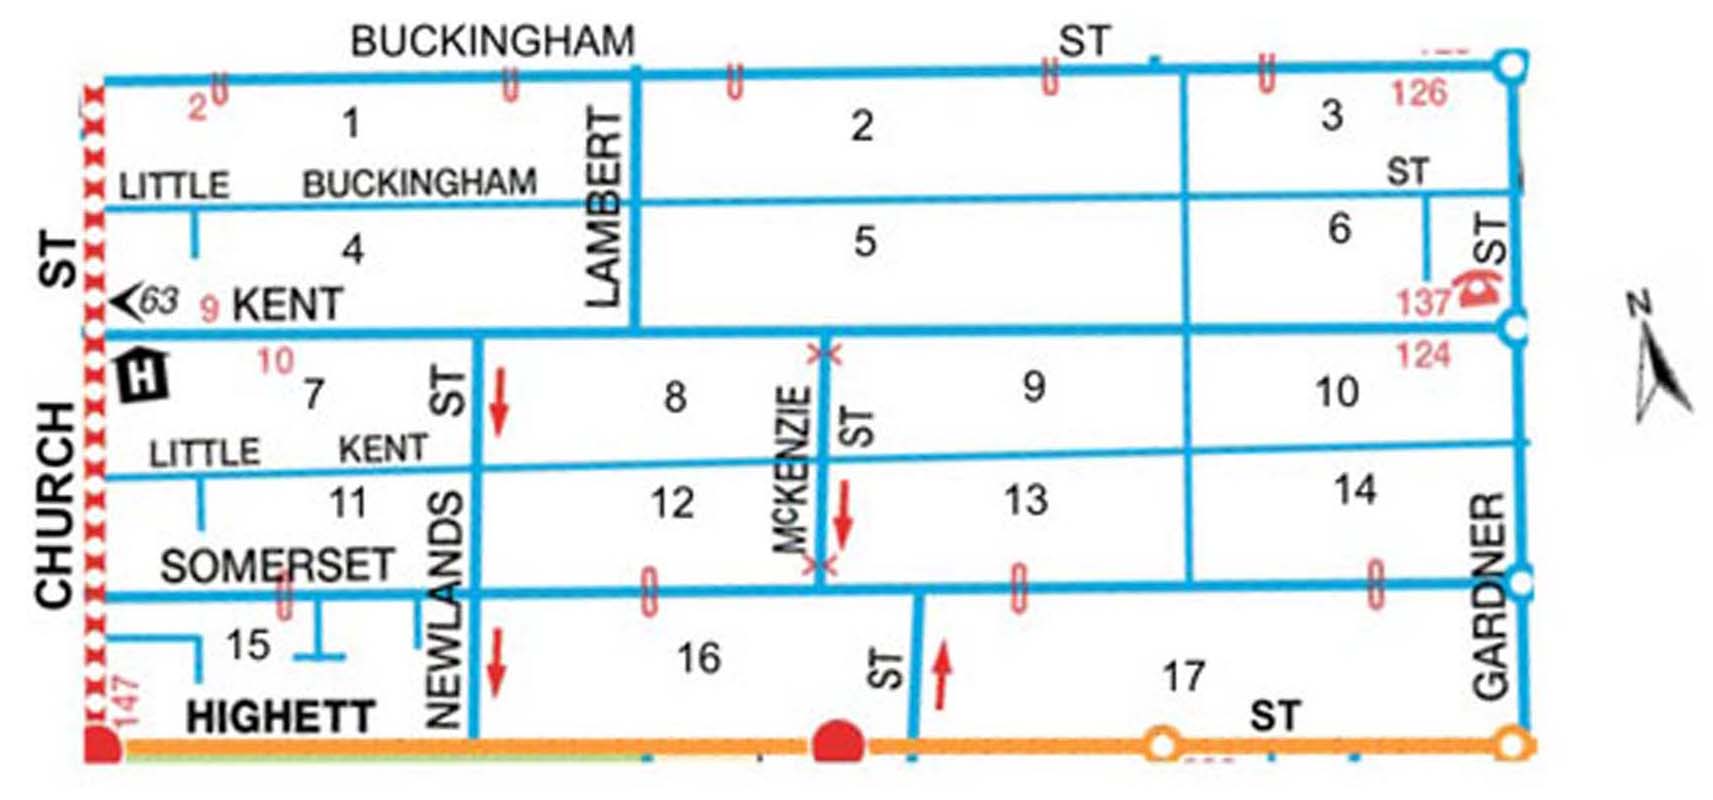 BUCKINGHAM ST
2 1 2 3 126
LITTLE BUCKINGHAM ST
LAMBERT
4 5 6
ST
63 9 KENT 137
CHURCH ST
H 10 124
7 8 9 10
ST
LITTLE KENT
MCKENZIE ST
11 12 13 14
SOMERSET
NEWLANDS
GARDNER
15 16 17
ST
147
HIGHETT ST
N